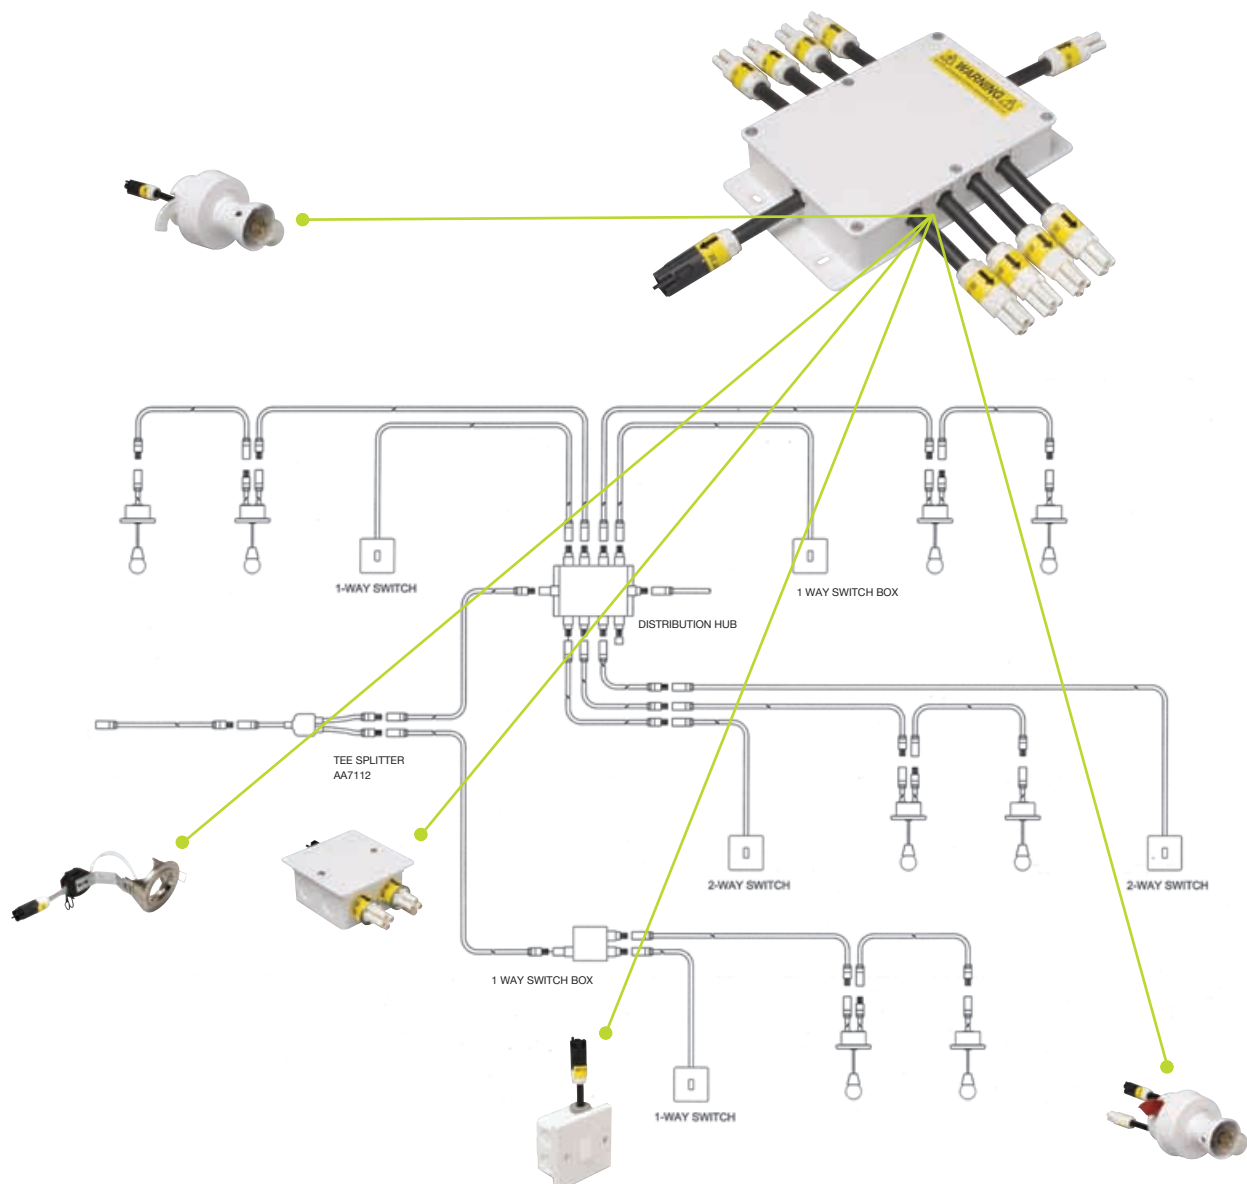 WARNING
1-WAY SWITCH
1 WAY SWITCH BOX
DISTRIBUTION HUB
TEE SPLITTER
AA7112
2-WAY SWITCH
2-WAY SWITCH
1 WAY SWITCH BOX
1-WAY SWITCH